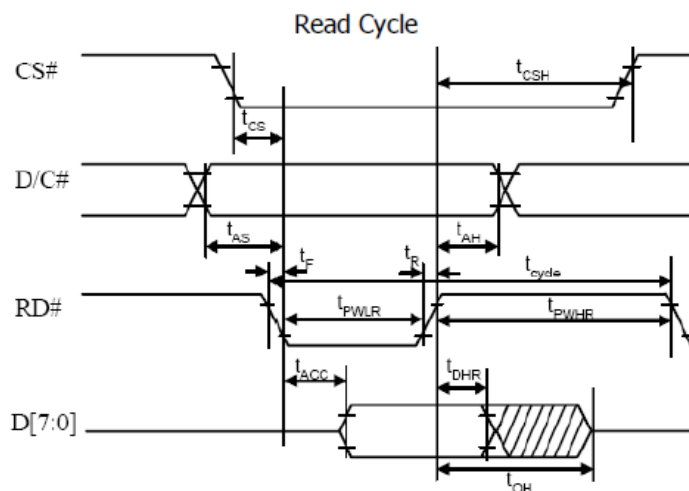 Read Cycle
CS#
tCSH
tCS
D/C#
tAS
tAH
tF
tR
tcycle
RD#
tPWLR
tPWHR
tACC
tDHR
D[7:0]
tOH